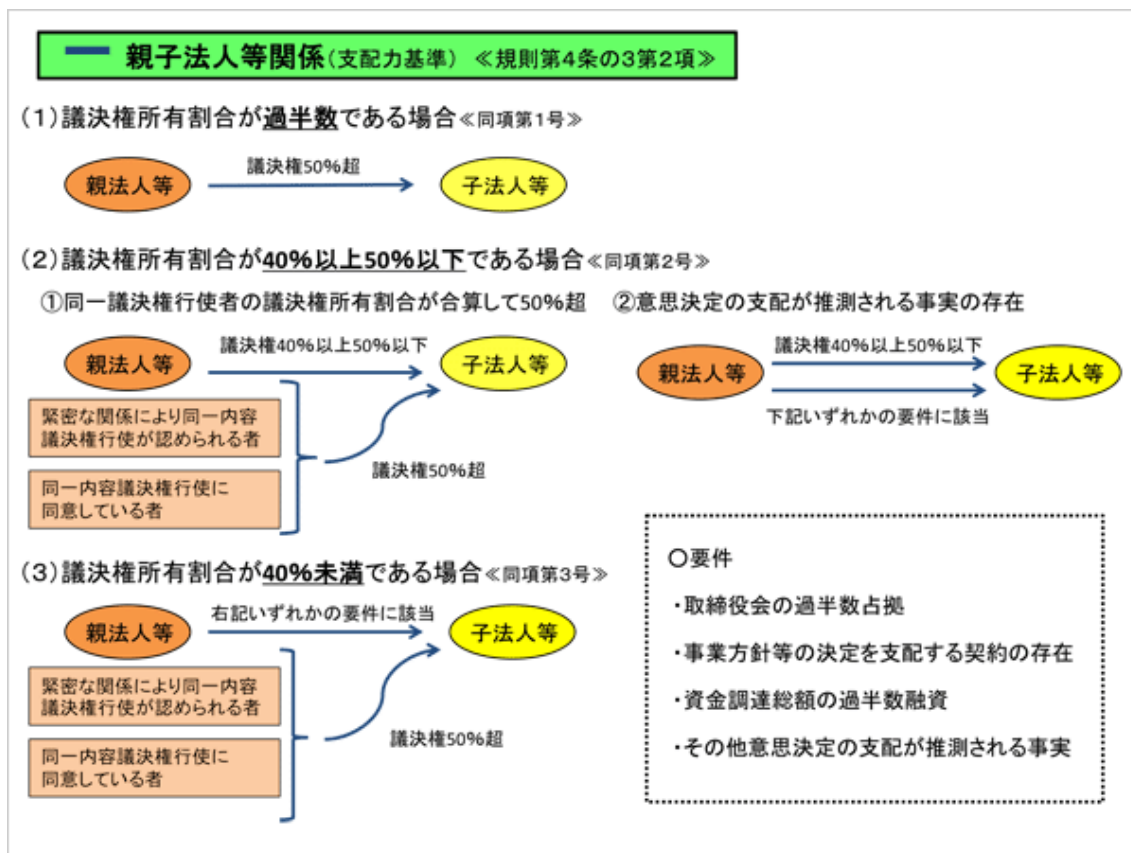 親子法人等関係(支配力基準) ≪規則第4条の3第2項≫
(1)議決権所有割合が過半数である場合≪同項第1号≫
議決権50%超
親法人等
子法人等
(2)議決権所有割合が40%以上50%以下である場合≪同項第2号≫
①同一議決権行使者の議決権所有割合が合算して50%超
議決権40%以上50%以下
親法人等
子法人等
緊密な関係により同一内容
議決権行使が認められる者
同一内容議決権行使に
同意している者
議決権50%超
②意思決定の支配が推測される事実の存在
議決権40%以上50%以下
親法人等
子法人等
下記いずれかの要件に該当
(3)議決権所有割合が40%未満である場合≪同項第3号≫
右記いずれかの要件に該当
親法人等
子法人等
緊密な関係により同一内容
議決権行使が認められる者
同一内容議決権行使に
同意している者
議決権50%超
〇要件
・取締役会の過半数占拠
・事業方針等の決定を支配する契約の存在
・資金調達総額の過半数融資
・その他意思決定の支配が推測される事実